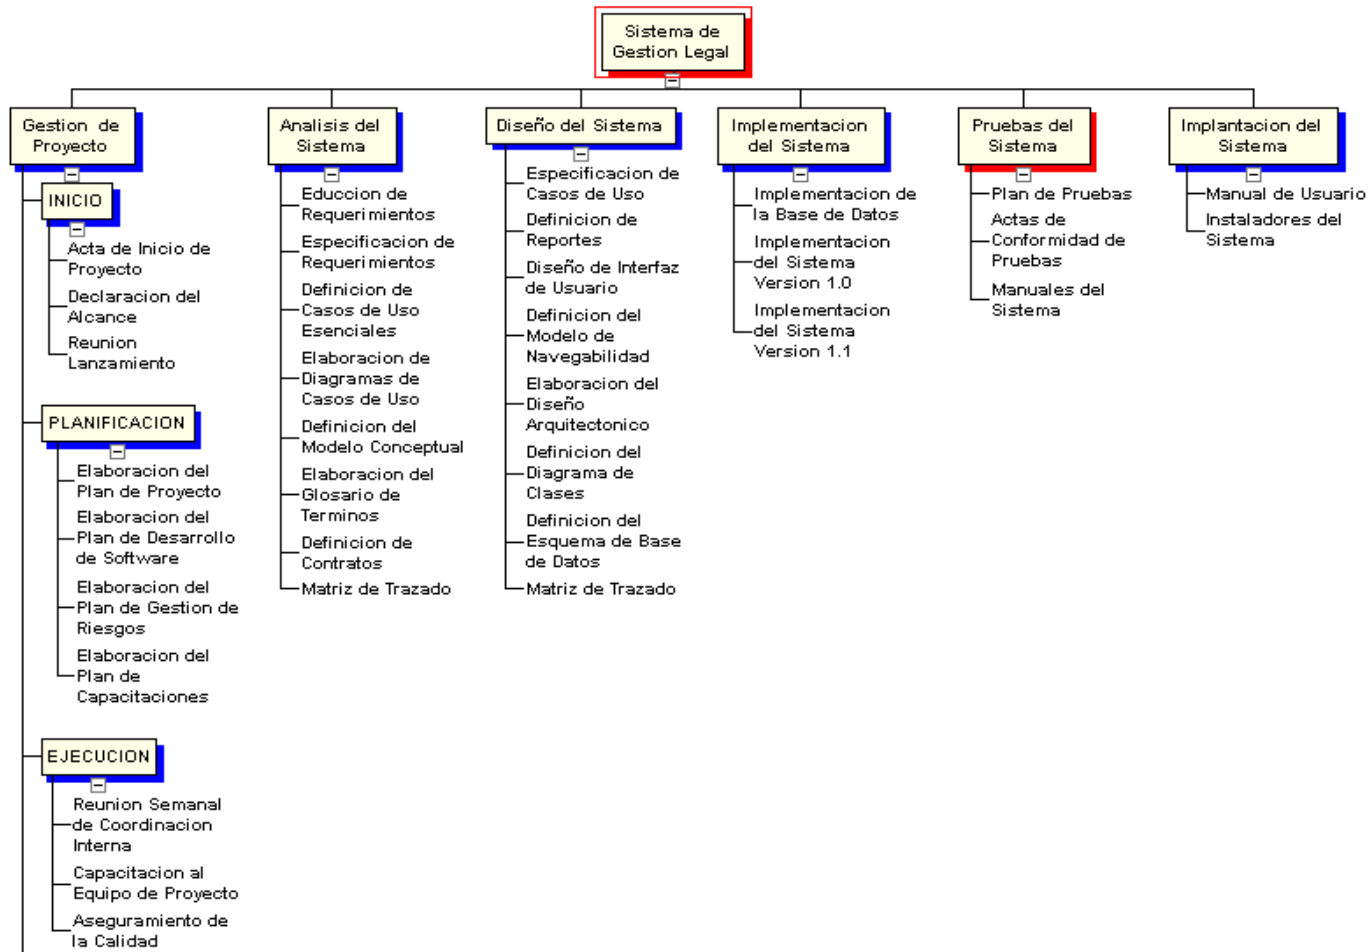 Sistema de
Gestion Legal
Gestion de
Proyecto
INICIO
Acta de Inicio de
Proyecto
Declaracion del
Alcance
Reunion
Lanzamiento
PLANIFICACION
Elaboracion del
Plan de Proyecto
Elaboracion del
Plan de Desarrollo
de Software
Elaboracion del
Plan de Gestion de
Riesgos
Elaboracion del
Plan de
Capacitaciones
EJECUCION
Reunion Semanal
de Coordinacion
Interna
Capacitacion al
Equipo de Proyecto
Aseguramiento de
la Calidad
Analisis del
Sistema
Educcion de
Requerimientos
Especificacion de
Requerimientos
Definicion de
Casos de Uso
Esenciales
Elaboracion de
Diagramas de
Casos de Uso
Definicion del
Modelo Conceptual
Elaboracion del
Glosario de
Terminos
Definicion de
Contratos
Matriz de Trazado
Diseño del Sistema
Especificacion de
Casos de Uso
Definicion de
Reportes
Diseño de Interfaz
de Usuario
Definicion del
Modelo de
Navegabilidad
Elaboracion del
Diseño
Arquitectonico
Definicion del
Diagrama de
Clases
Definicion del
Esquema de Base
de Datos
Matriz de Trazado
Implementacion
del Sistema
Implementacion de
la Base de Datos
Implementacion
del Sistema
Version 1.0
Implementacion
del Sistema
Version 1.1
Pruebas del
Sistema
Plan de Pruebas
Actas de
Conformidad de
Pruebas
Manuales del
Sistema
Implantacion del
Sistema
Manual de Usuario
Instaladores del
Sistema